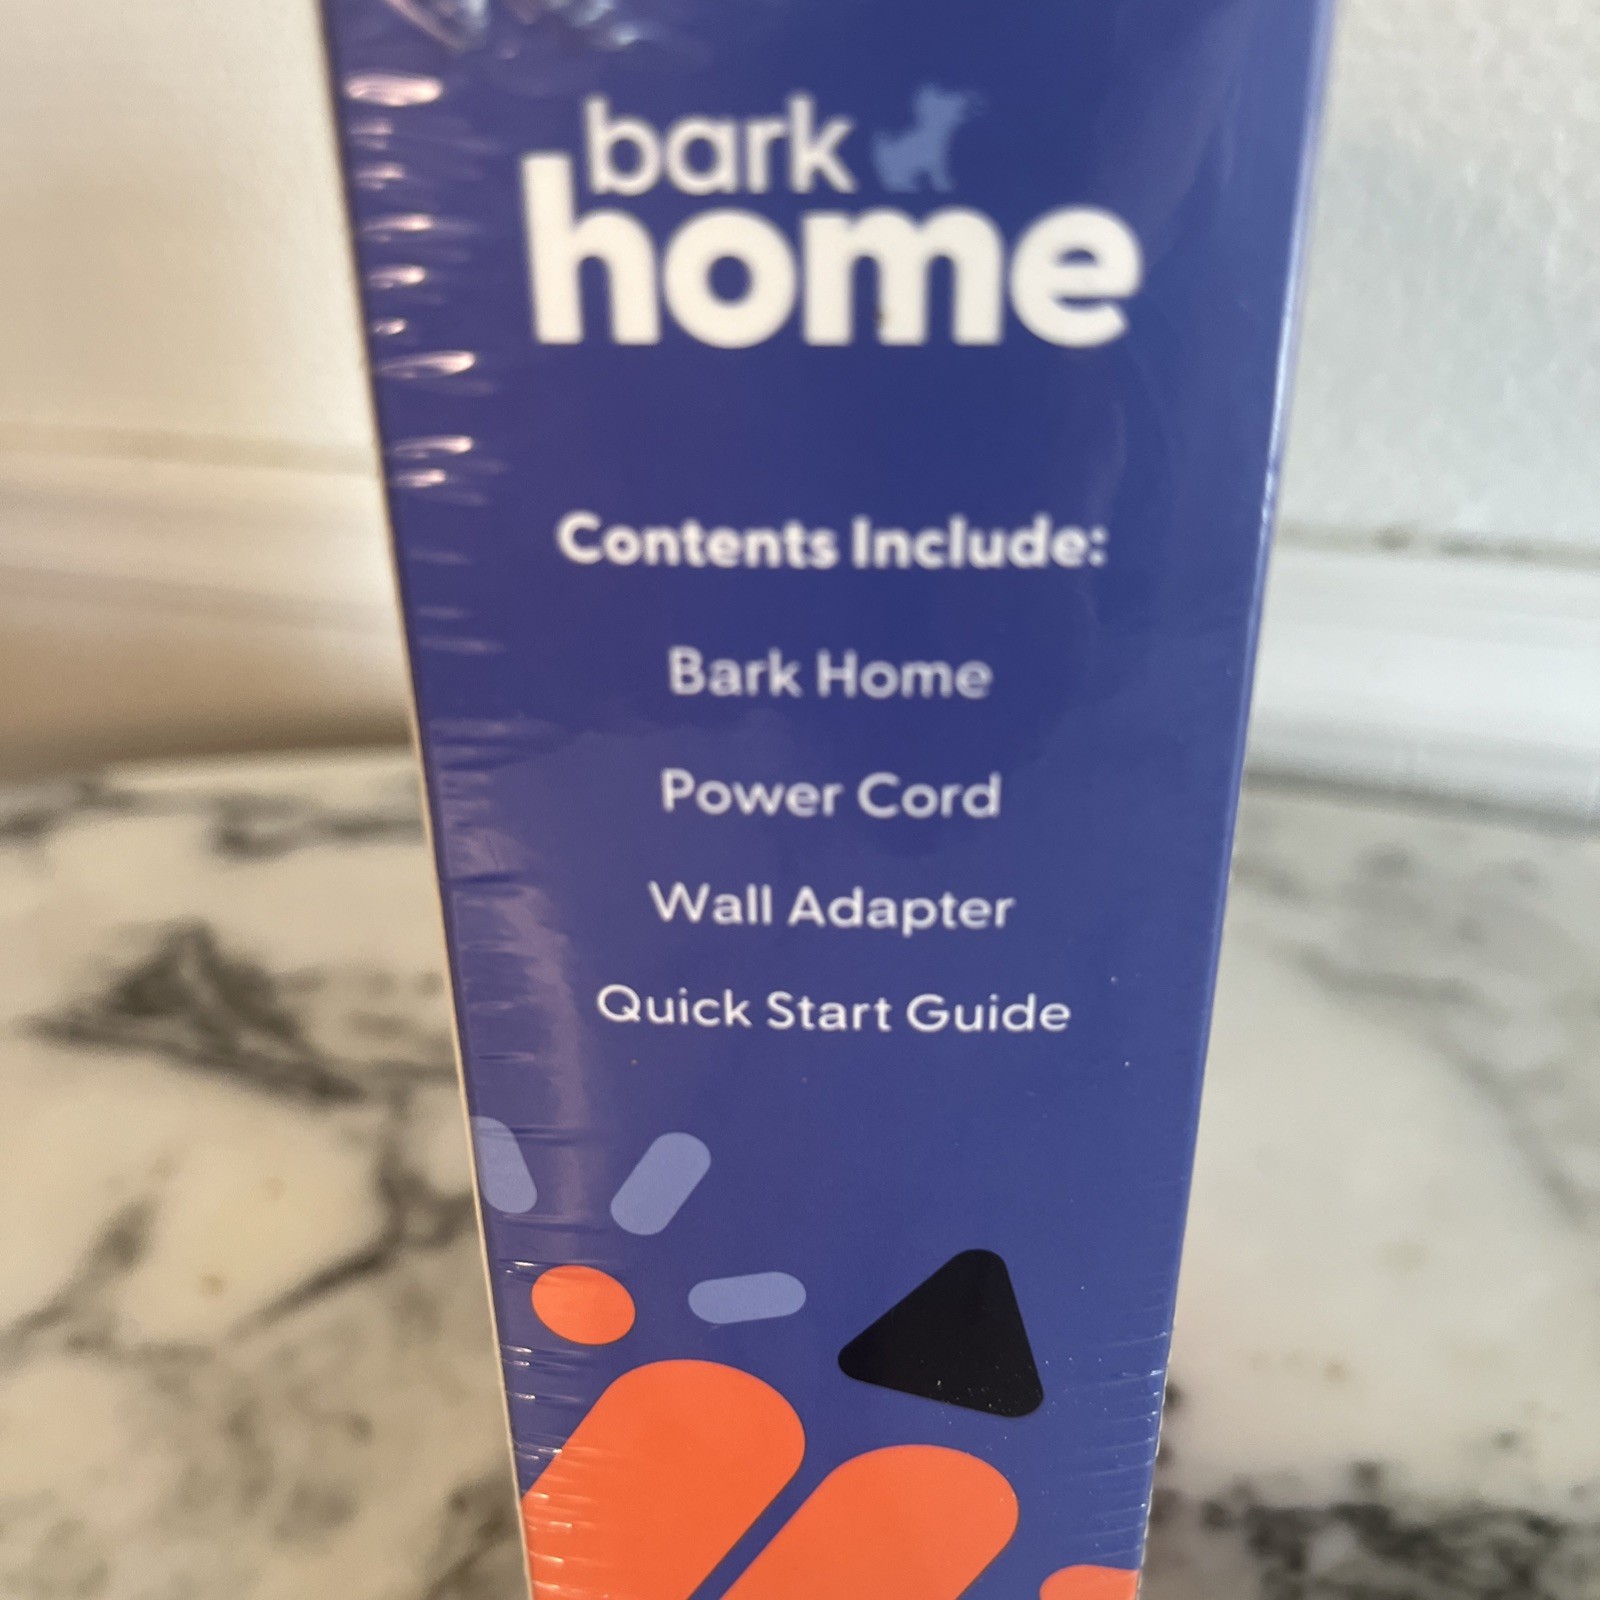 bark
home
Contents Include:
Bark Home
Power Cord
Wall Adapter
Quick Start Guide